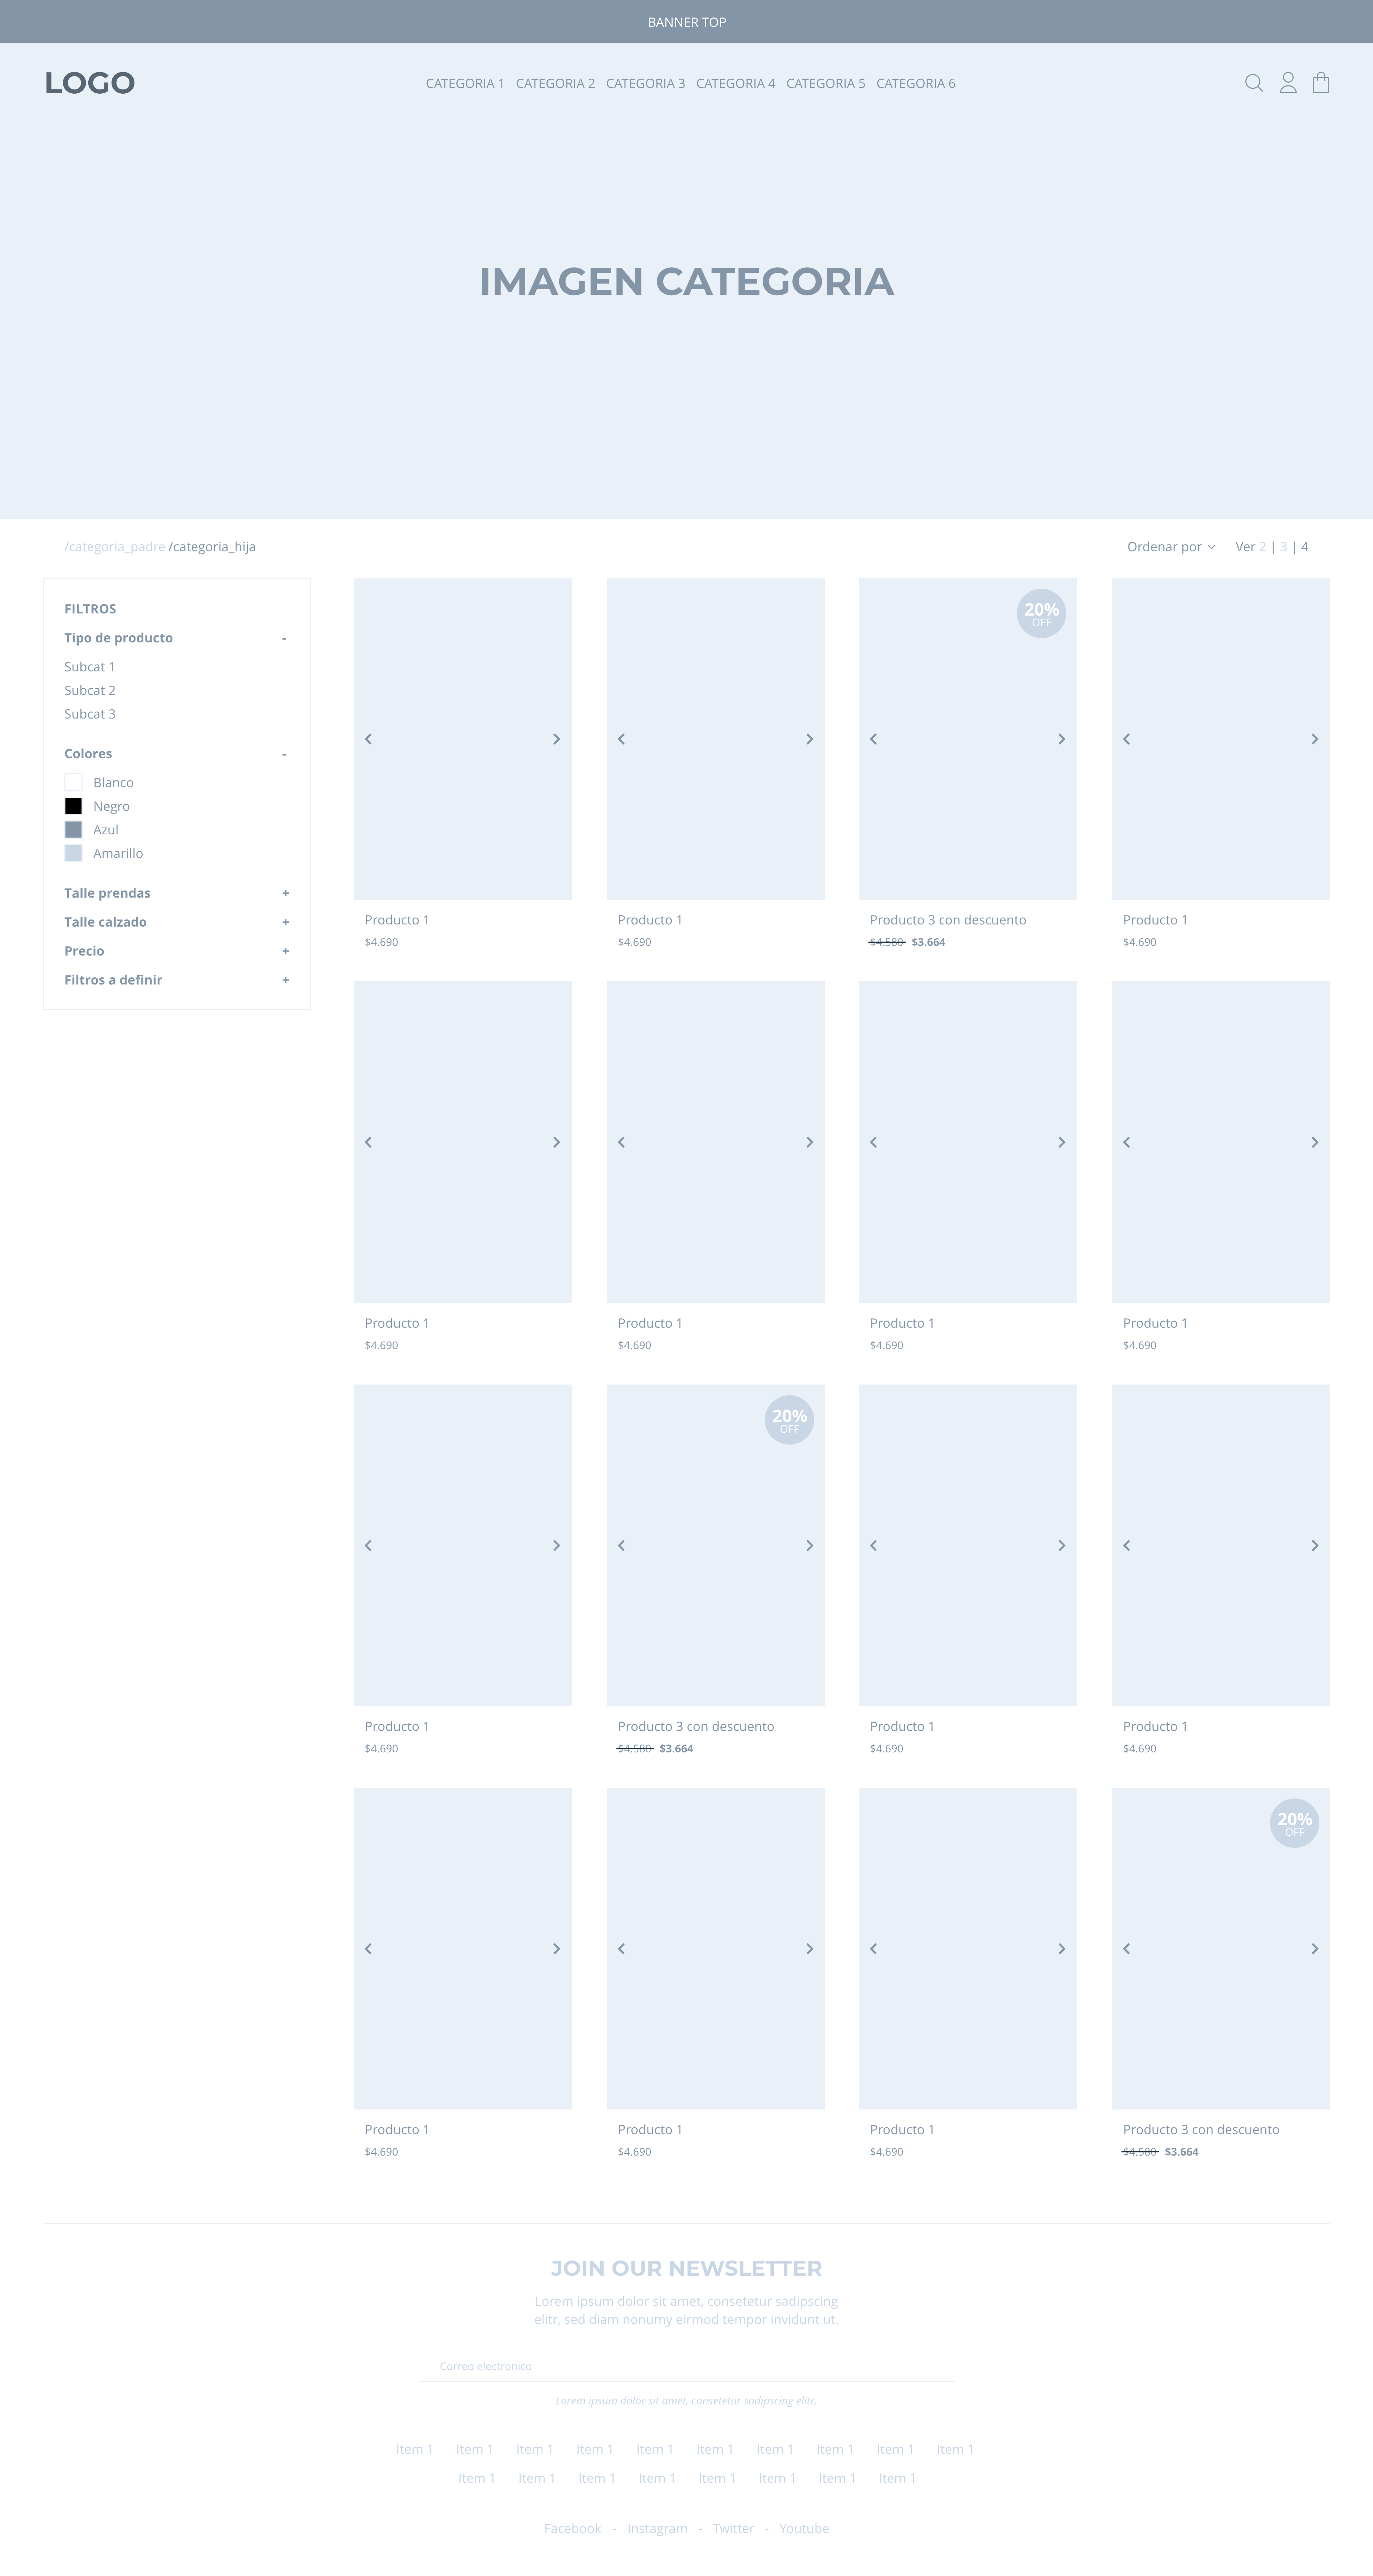 BANNER TOP
LOGO
CATEGORIA 1 CATEGORIA 2 CATEGORIA 3 CATEGORIA 4 CATEGORIA 5 CATEGORIA 6
IMAGEN CATEGORIA
/categoria_padre /categoria_hija
Ordenar por Ver 2 | 3 | 4
FILTROS
Tipo de producto -
Subcat 1
Subcat 2
Subcat 3
Colores -
Blanco
Negro
Azul
Amarillo
Talle prendas +
Talle calzado +
Precio +
Filtros a definir +
20%
OFF
Producto 1 Producto 1 Producto 3 con descuento Producto 1
$4.690 $4.690 $4.580 $3.664 $4.690
Producto 1 Producto 1 Producto 1 Producto 1
$4.690 $4.690 $4.690 $4.690
20%
OFF
Producto 1 Producto 3 con descuento Producto 1 Producto 1
$4.690 $4.580 $3.664 $4.690 $4.690
20%
OFF
Producto 1 Producto 1 Producto 1 Producto 3 con descuento
$4.690 $4.690 $4.690 $4.580 $3.664
JOIN OUR NEWSLETTER
Lorem ipsum dolor sit amet, consetetur sadipscing
elitr, sed diam nonumy eirmod tempor invidunt ut.
Correo electronico
Lorem ipsum dolor sit amet, consetetur sadipscing elitr.
Item 1 Item 1 Item 1 Item 1 Item 1 Item 1 Item 1 Item 1 Item 1 Item 1
Item 1 Item 1 Item 1 Item 1 Item 1 Item 1 Item 1 Item 1
Facebook - Instagram - Twitter - Youtube